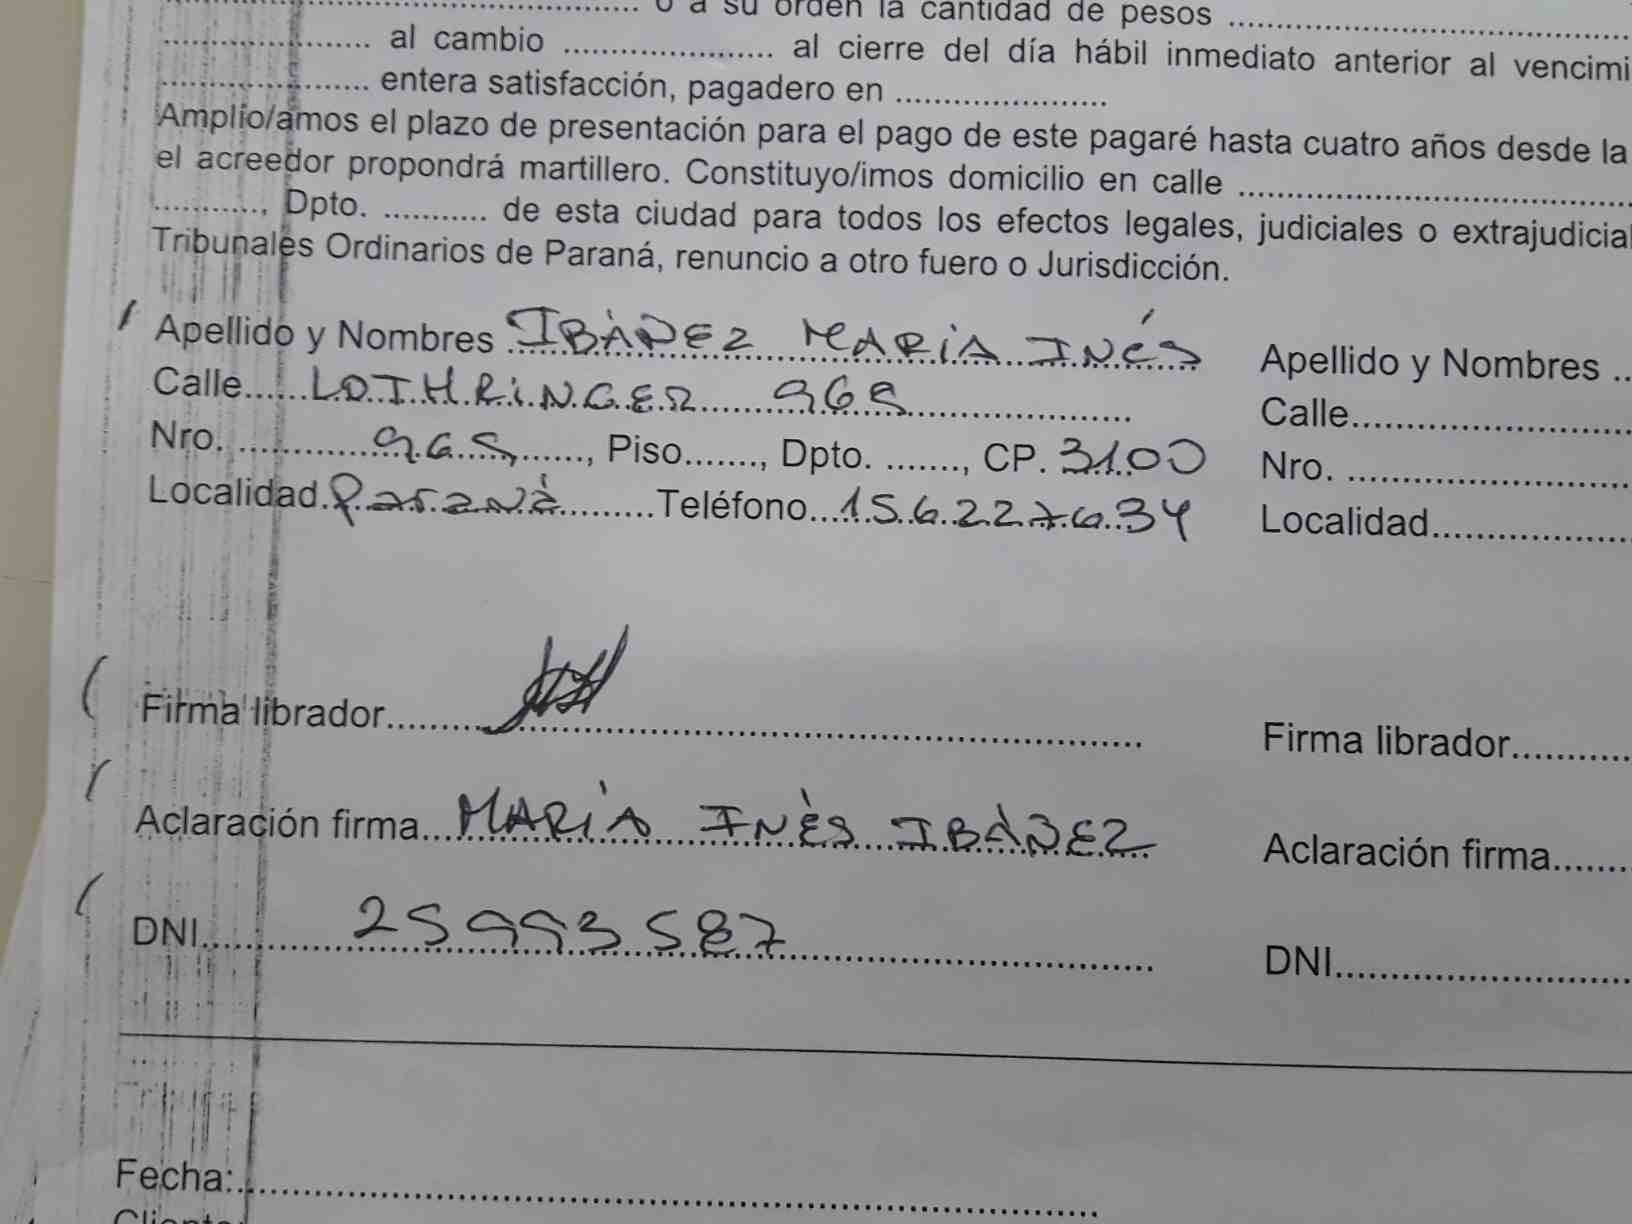 o a su orden la cantidad de pesos ........................................
...................... al cambio ...................... al cierre del día hábil inmediato anterior al vencimi
...................... entera satisfacción, pagadero en ......................
Amplio/amos el plazo de presentación para el pago de este pagaré hasta cuatro años desde la
el acreedor propondrá martillero. Constituyo/imos domicilio en calle ........................................
............, Dpto. ........... de esta ciudad para todos los efectos legales, judiciales o extrajudicial
Tribunales Ordinarios de Paraná, renuncio a otro fuero o Jurisdicción.
Apellido y Nombres IBÁÑEZ MARIA INÉS Apellido y Nombres ..
Calle LOTHRINGER 965 Calle..............................
Nro. 965, Piso......., Dpto. ......., CP. 3100 Nro. ..............................
Localidad Paraná Teléfono 156227634 Localidad......................
Firma librador............ Firma librador............
Aclaración firma MARÍA INÉS IBÁÑEZ Aclaración firma........
DNI 25993587 DNI..............................
Fecha:............................................................